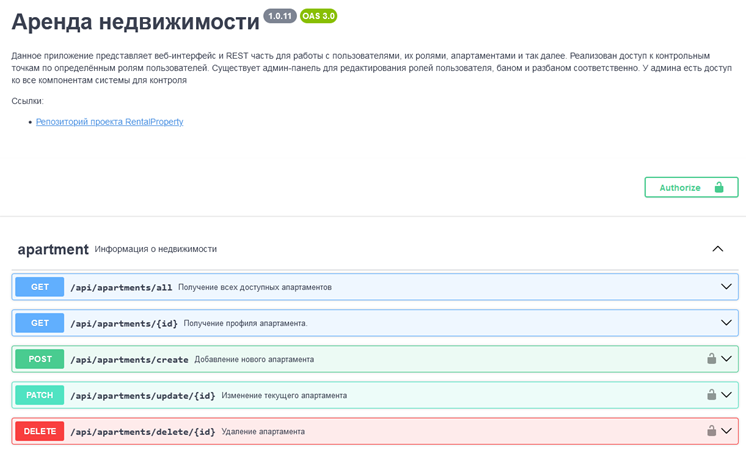 Аренда недвижимости 1.0.11 OAS 3.0
Данное приложение представляет веб-интерфейс и REST часть для работы с пользователями, их ролями, апартаментами и так далее. Реализован доступ к контрольным
точкам по определённым ролям пользователей. Существует админ-панель для редактирования ролей пользователя, баном и разбаном соответственно. У админа есть доступ
ко все компонентам системы для контроля
Ссылки:
Репозиторий проекта RentalProperty
Authorize
apartment Информация о недвижимости
GET /api/apartments/all Получение всех доступных апартаментов
GET /api/apartments/{id} Получение профиля апартамента.
POST /api/apartments/create Добавление нового апартамента
PATCH /api/apartments/update/{id} Изменение текущего апартамента
DELETE /api/apartments/delete/{id} Удаление апартамента